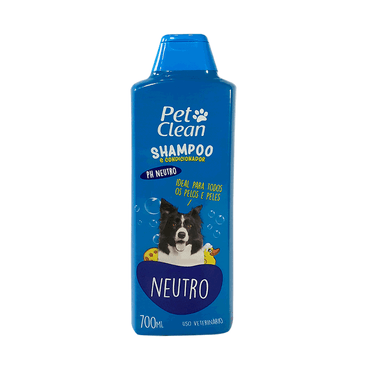 Pet Clean
SHAMPOO
E CONDICIONADOR
PH NEUTRO
IDEAL PARA TODOS
OS PELOS E PELES
NEUTRO
700ML
USO VETERINÁRIO